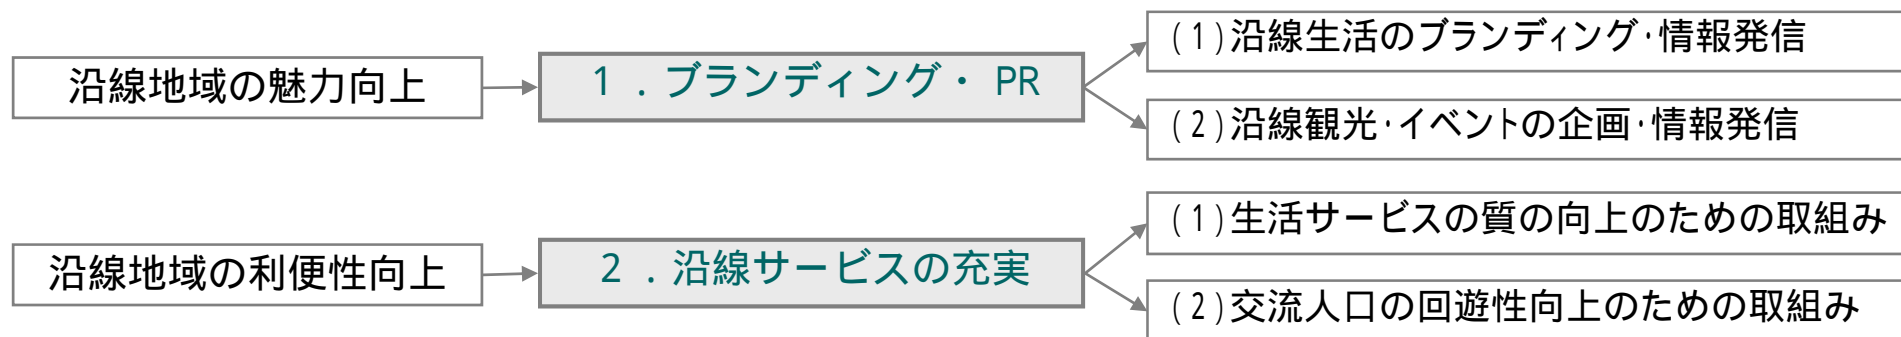 沿線地域の魅力向上
1．ブランディング・PR
(1)沿線生活のブランディング・情報発信
(2)沿線観光・イベントの企画・情報発信
沿線地域の利便性向上
2．沿線サービスの充実
(1)生活サービスの質の向上のための取組み
(2)交流人口の回遊性向上のための取組み